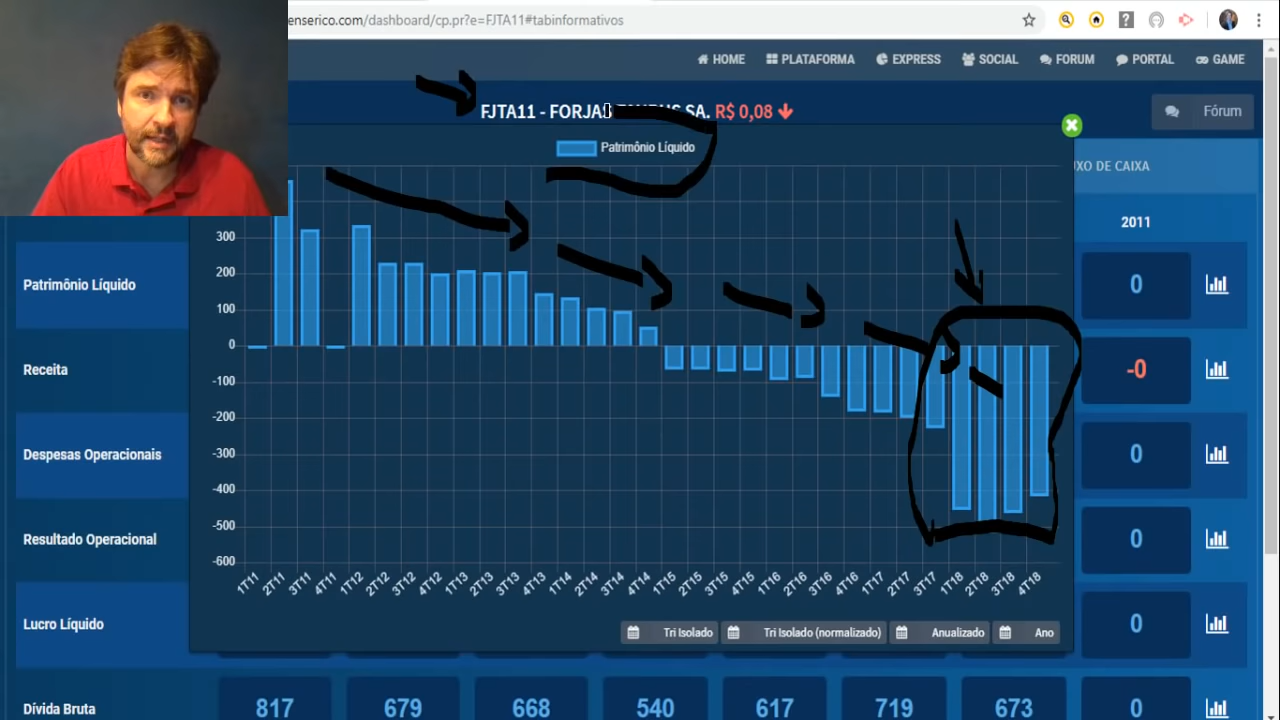 enserico.com/dashboard/cp.pr?e=FJTA11#tabinformativos
HOME PLATAFORMA EXPRESS SOCIAL FORUM PORTAL GAME
FJTA11 - FORJAS SA. R$ 0,08
Fórum
Patrimônio Líquido
UXO DE CAIXA
2011
300
200
100
0
-100
-200
-300
-400
-500
-600
1T11 2T11 3T11 4T11 1T12 2T12 3T12 4T12 1T13 2T13 3T13 4T13 1T14 2T14 3T14 4T14 1T15 2T15 3T15 4T15 1T16 2T16 3T16 4T16 1T17 2T17 3T17 1T18 2T18 3T18 4T18
Tri Isolado Tri Isolado (normalizado) Anualizado Ano
Patrimônio Líquido 0
Receita -0
Despesas Operacionais 0
Resultado Operacional 0
Lucro Líquido 0
Dívida Bruta 817 679 668 540 617 719 673 0